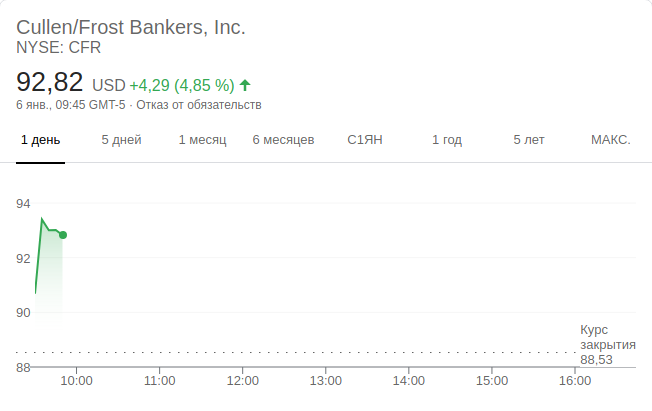 Cullen/Frost Bankers, Inc.
NYSE: CFR
92,82 USD +4,29 (4,85 %)
6 янв., 09:45 GMT-5 · Отказ от обязательств
1 день 5 дней 1 месяц 6 месяцев С1ЯН 1 год 5 лет МАКС.
94
92
90
Курс
закрытия
88,53
88
10:00 11:00 12:00 13:00 14:00 15:00 16:00